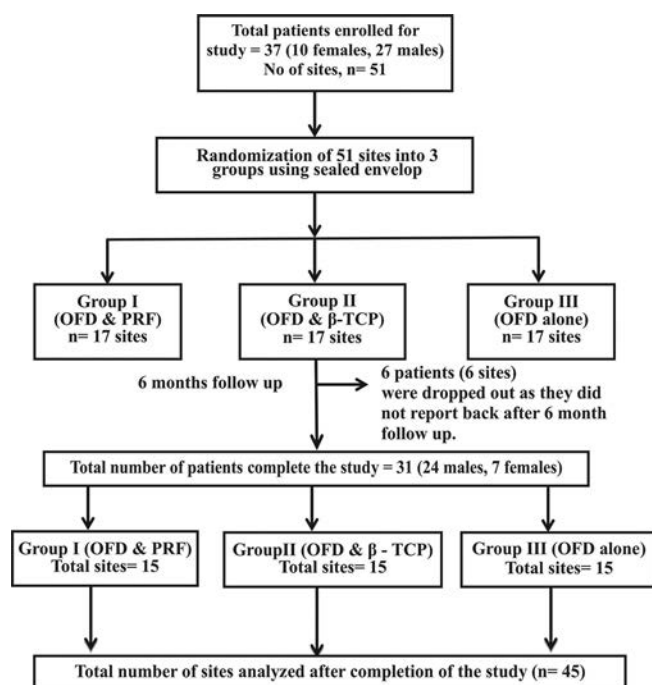 Total patients enrolled for
study = 37 (10 females, 27 males)
No of sites, n= 51
Randomization of 51 sites into 3
groups using sealed envelop
Group I
(OFD & PRF)
n= 17 sites
Group II
(OFD & β-TCP)
n= 17 sites
Group III
(OFD alone)
n= 17 sites
6 months follow up
6 patients (6 sites)
were dropped out as they did
not report back after 6 month
follow up.
Total number of patients complete the study = 31 (24 males, 7 females)
Group I (OFD & PRF)
Total sites= 15
GroupII (OFD & β - TCP)
Total sites= 15
Group III (OFD alone)
Total sites= 15
Total number of sites analyzed after completion of the study (n= 45)